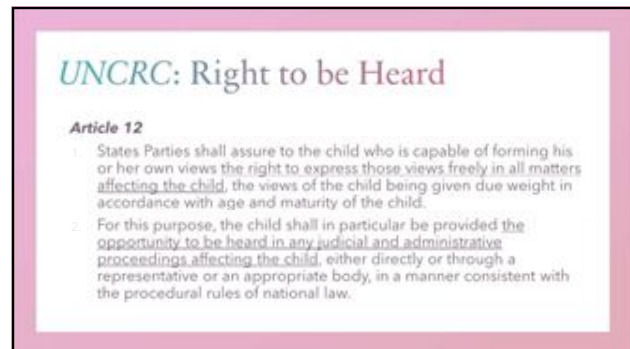 UNCRC: Right to be Heard
Article 12
1. States Parties shall assure to the child who is capable of forming his
or her own views the right to express those views freely in all matters
affecting the child, the views of the child being given due weight in
accordance with age and maturity of the child.
2. For this purpose, the child shall in particular be provided the
opportunity to be heard in any judicial and administrative
proceedings affecting the child, either directly or through a
representative or an appropriate body, in a manner consistent with
the procedural rules of national law.